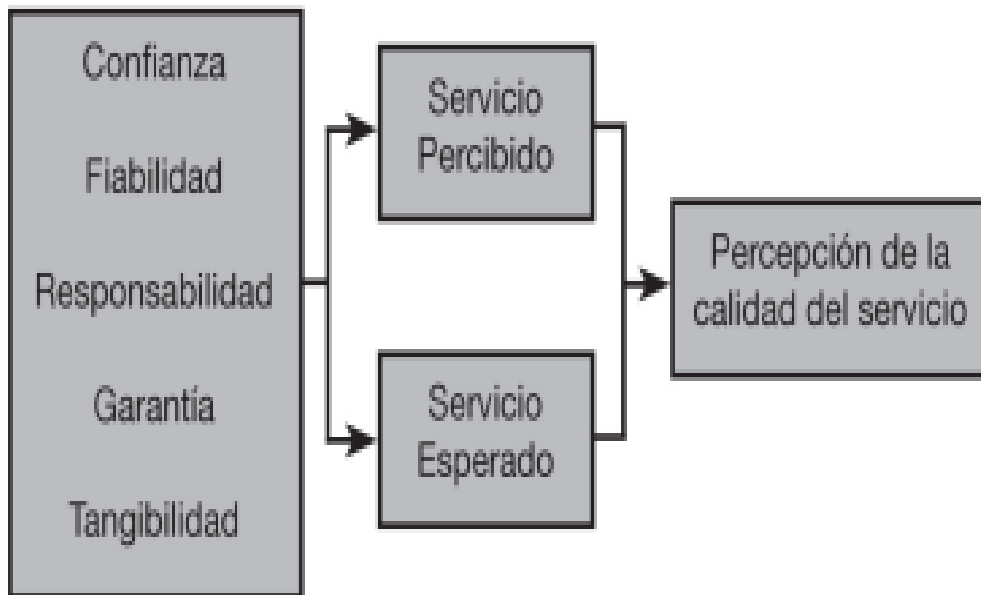 Confianza
Fiabilidad
Responsabilidad
Garantía
Tangibilidad
Servicio
Percibido
Servicio
Esperado
Percepción de la
calidad del servicio